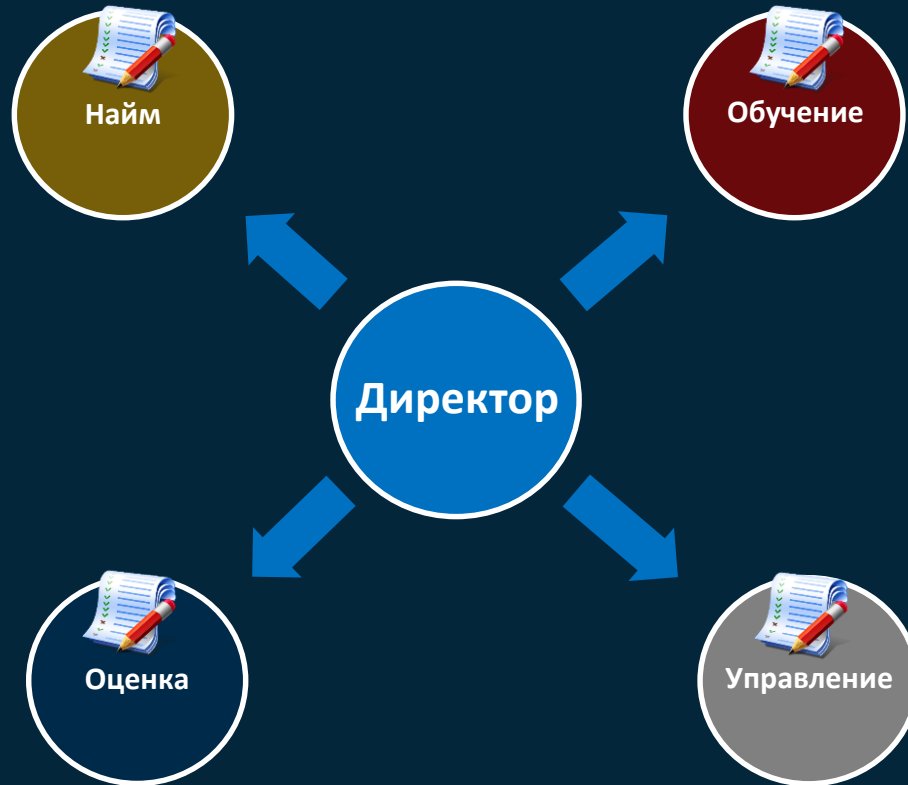 Найм
Обучение
Директор
Оценка
Управление